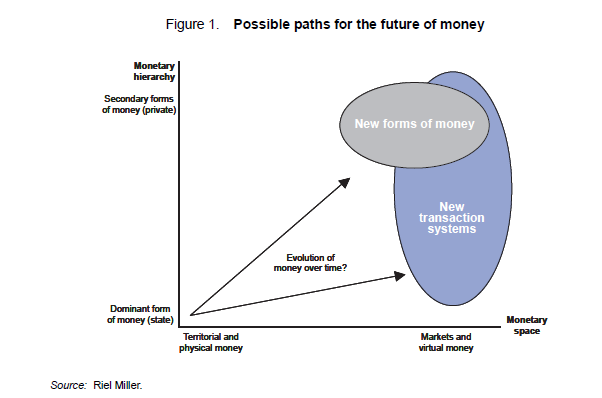 Figure 1. Possible paths for the future of money
Monetary
hierarchy
Secondary forms
of money (private)
New forms of money
New
transaction
systems
Evolution of
money over time?
Dominant form
of money (state)
Territorial and
physical money
Markets and
virtual money
Monetary
space
Source: Riel Miller.